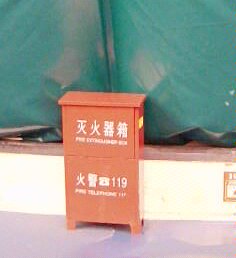 灭火器箱
FIRE EXTINGUISHER BOX
火警☎119
FIRE TELEPHONE 119